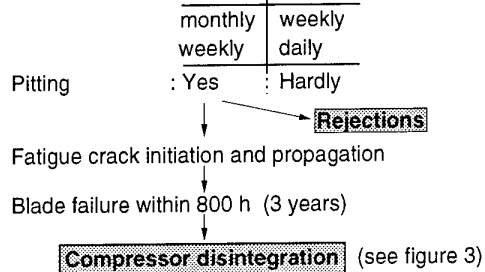 monthly weekly
weekly daily
Pitting : Yes : Hardly
Rejections
Fatigue crack initiation and propagation
Blade failure within 800 h (3 years)
Compressor disintegration (see figure 3)